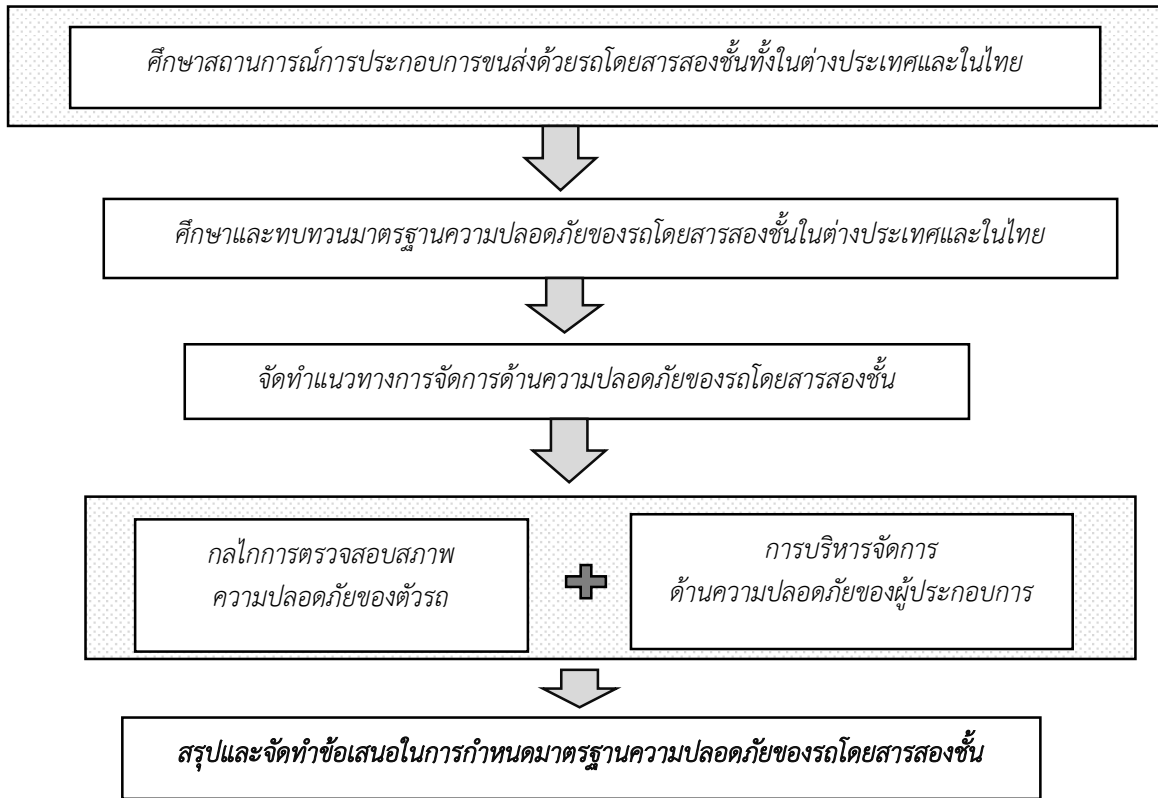 ศึกษาสถานการณ์การประกอบการขนส่งด้วยรถโดยสารสองชั้นทั้งในต่างประเทศและในไทย
ศึกษาและทบทวนมาตรฐานความปลอดภัยของรถโดยสารสองชั้นในต่างประเทศและในไทย
จัดทำแนวทางการจัดการด้านความปลอดภัยของรถโดยสารสองชั้น
กลไกการตรวจสอบสภาพ
ความปลอดภัยของตัวรถ
การบริหารจัดการ
ด้านความปลอดภัยของผู้ประกอบการ
สรุปและจัดทำข้อเสนอในการกำหนดมาตรฐานความปลอดภัยของรถโดยสารสองชั้น